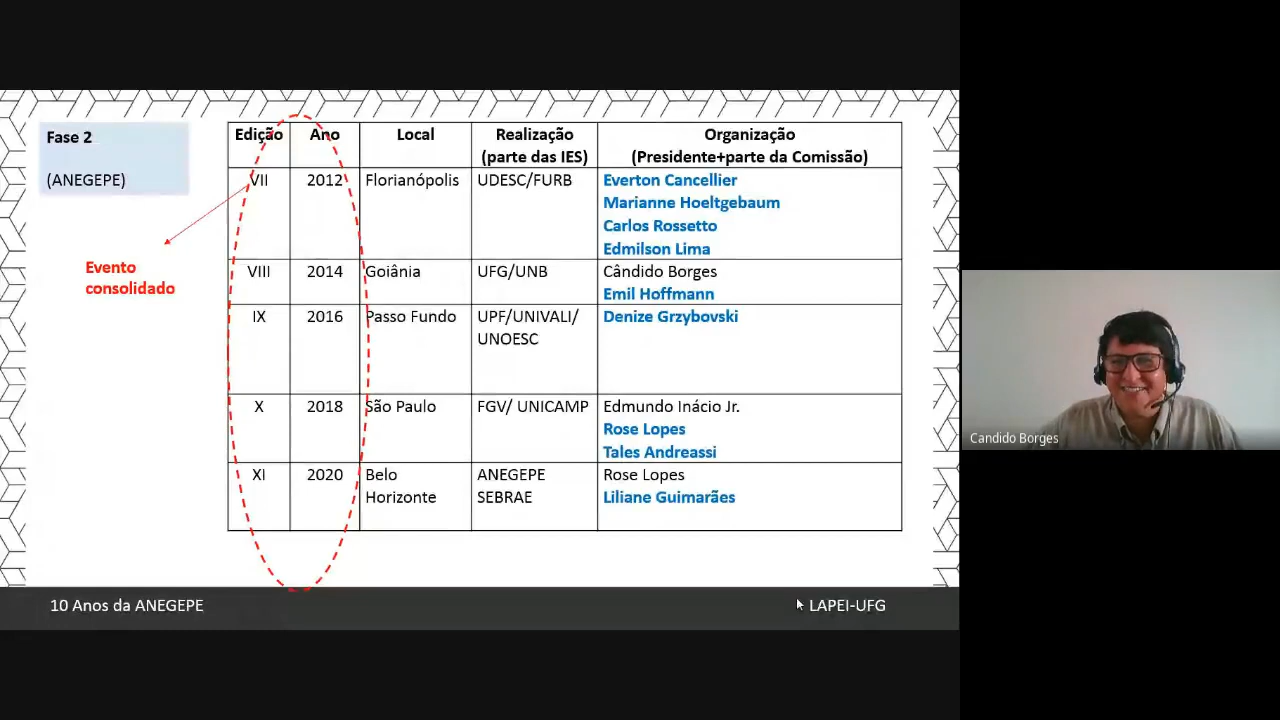 Fase 2
(ANEGEPE)
Evento
consolidado
Edição Ano Local Realização (parte das IES) Organização (Presidente+parte da Comissão)
VII 2012 Florianópolis UDESC/FURB Everton Cancellier
Marianne Hoeltgebaum
Carlos Rossetto
Edmilson Lima
VIII 2014 Goiânia UFG/UNB Cândido Borges
Emil Hoffmann
IX 2016 Passo Fundo UPF/UNIVALI/ Denize Grzybovski
UNOESC
X 2018 São Paulo FGV/ UNICAMP Edmundo Inácio Jr.
Rose Lopes
Tales Andreassi
XI 2020 Belo ANEGEPE Rose Lopes
Horizonte SEBRAE Liliane Guimarães
10 Anos da ANEGEPE
LAPEI-UFG
Candido Borges